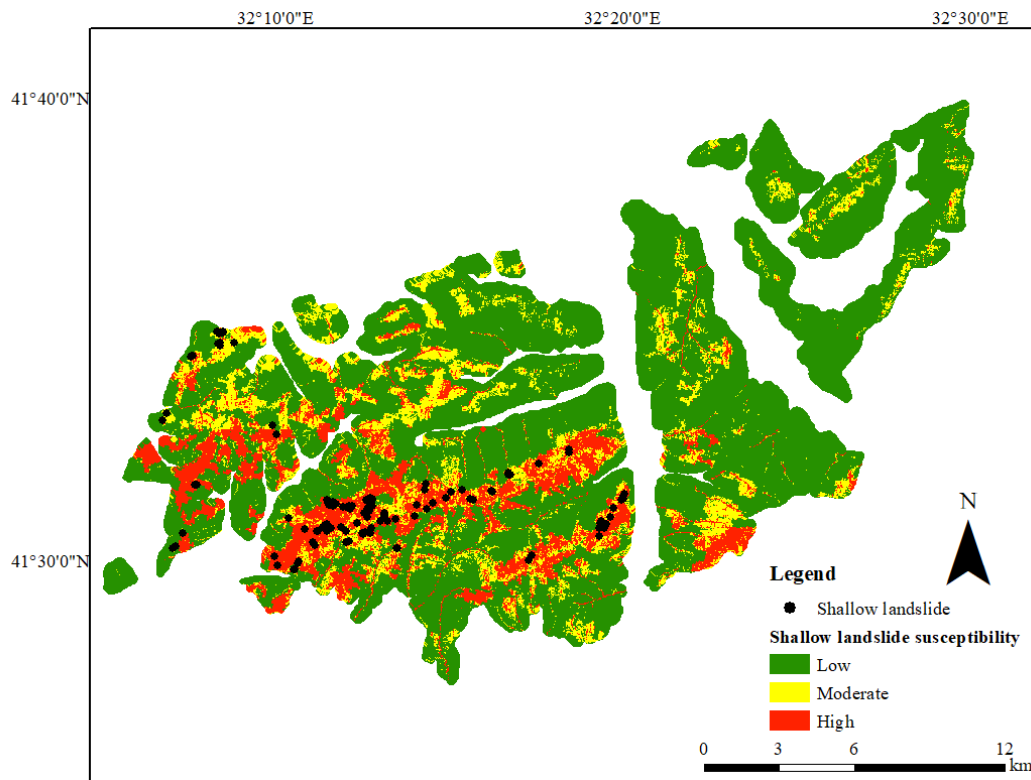 32°10'0"E 32°20'0"E 32°30'0"E
41°40'0"N
41°30'0"N
N
Legend
Shallow landslide
Shallow landslide susceptibility
Low
Moderate
High
0 3 6 12
km